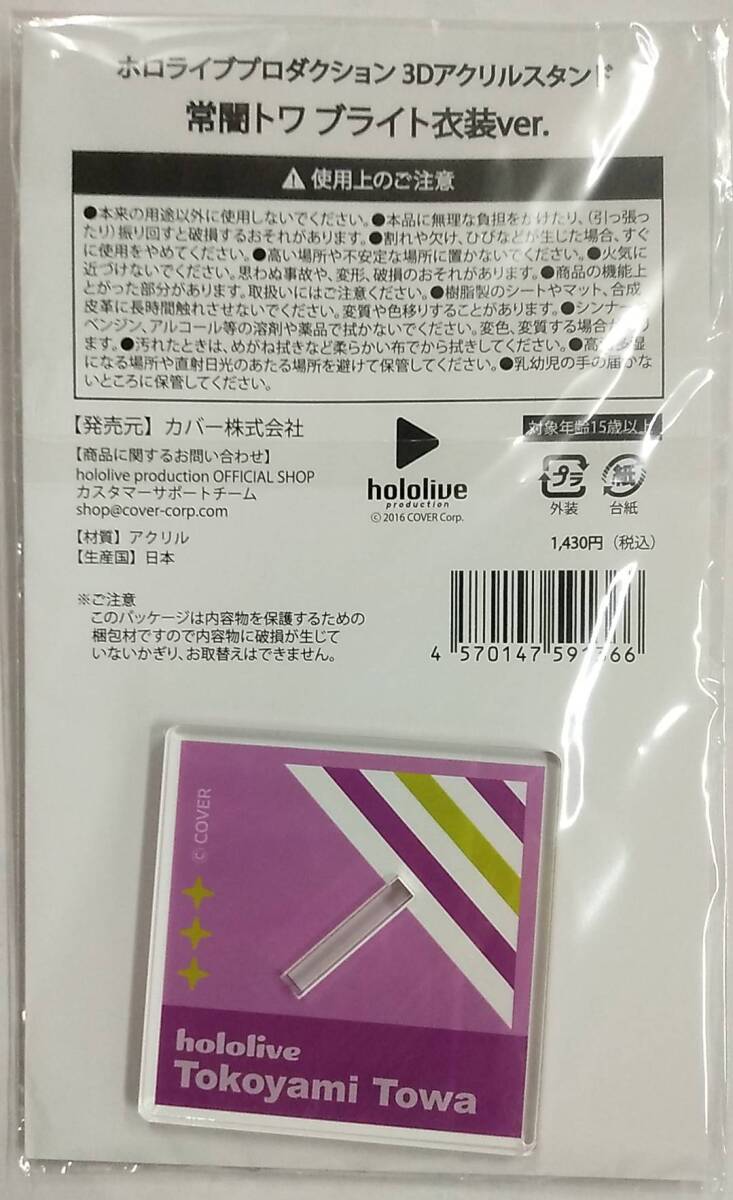 ホロライブプロダクション 3Dアクリルスタンド
常闇トワ ブライト衣装ver.
使用上のご注意
●本来の用途以外に使用しないでください。●本品に無理な負担をかけたり、(引っ張っ
たり)振り回すと破損するおそれがあります。●割れや欠け、ひびなどが生じた場合、すぐ
に使用をやめてください。●高い場所や不安定な場所に置かないでください。●火気に
近づけないでください。思わぬ事故や、変形、破損のおそれがあります。●商品の機能上
とがった部分があります。取扱いにはご注意ください。●樹脂製のシートやマット、合成
皮革に長時間触れさせないでください。変質や色移りすることがあります。●シンナー
ベンジン、アルコール等の溶剤や薬品で拭かないでください。変色、変質する場合が
ます。●汚れたときは、めがね拭きなど柔らかい布でから拭きしてください。●高温多湿
になる場所や直射日光のあたる場所を避けて保管してください。●乳幼児の手の届かな
いところに保管してください。
【発売元】カバー株式会社
【商品に関するお問い合わせ】
hololive production OFFICIAL SHOP
カスタマーサポートチーム
shop@cover-corp.com
【材質】アクリル
【生産国】日本
hololive
production
© 2016 COVER Corp.
対象年齢15歳以上
プラ 紙
外装 台紙
1,430円(税込)
※ご注意
このパッケージは内容物を保護するための
梱包材ですので内容物に破損が生じて
いないかぎり、お取替えはできません。
4 570147
© COVER
hololive
Tokoyami Towa